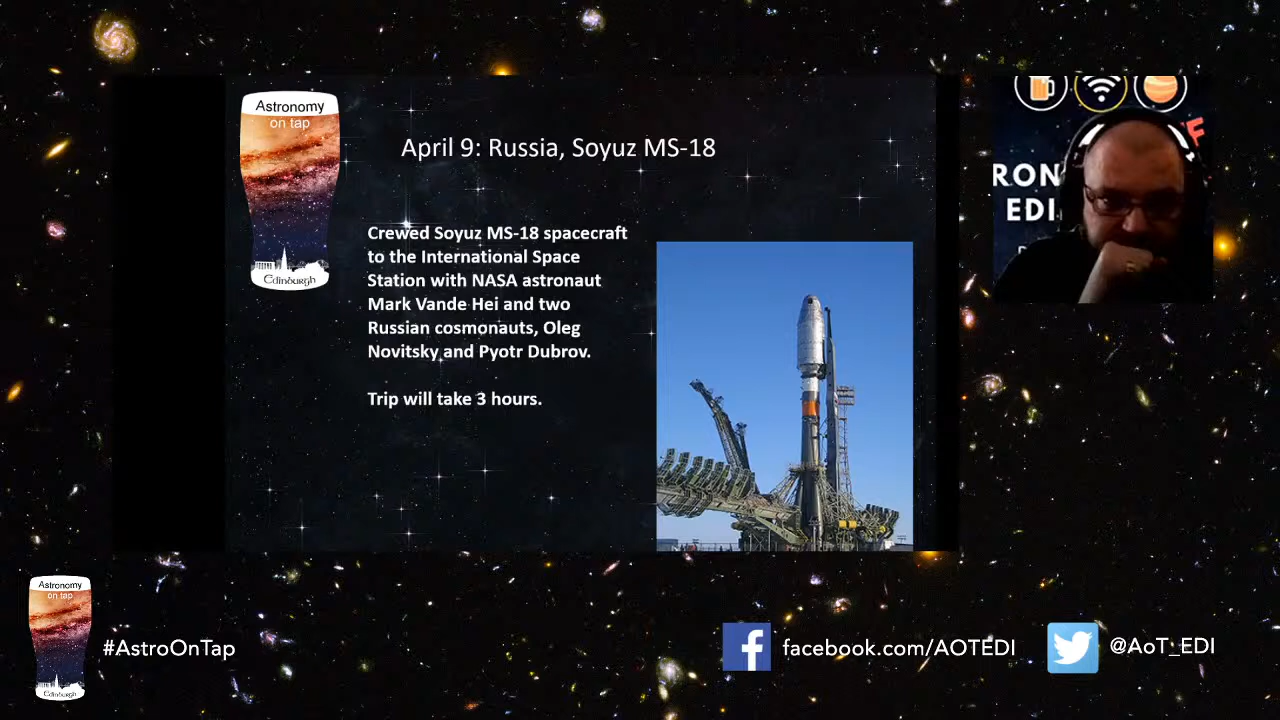 Astronomy
on tap
Edinburgh
April 9: Russia, Soyuz MS-18
Crewed Soyuz MS-18 spacecraft
to the International Space
Station with NASA astronaut
Mark Vande Hei and two
Russian cosmonauts, Oleg
Novitsky and Pyotr Dubrov.
Trip will take 3 hours.
RON
EDI
Astronomy
on tap
Edinburgh
#AstroOnTap
facebook.com/AOTEDI
@AoT_EDI